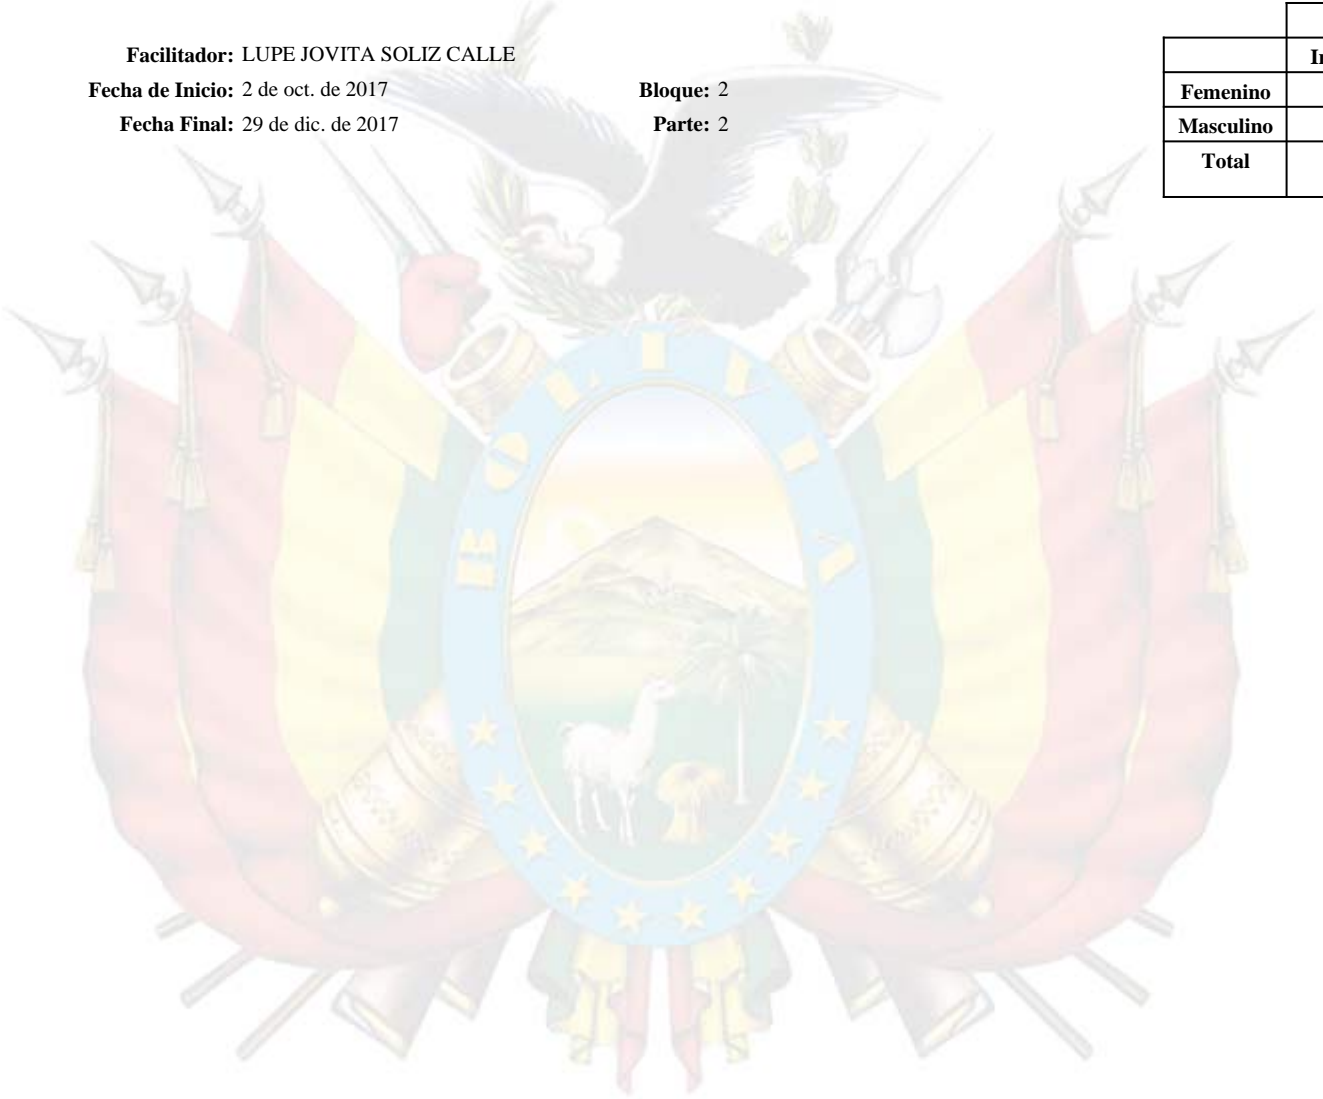 Facilitador: LUPE JOVITA SOLIZ CALLE
Fecha de Inicio: 2 de oct. de 2017
Bloque: 2
Fecha Final: 29 de dic. de 2017
Parte: 2
Femenino
Masculino
Total
BOLIVIA